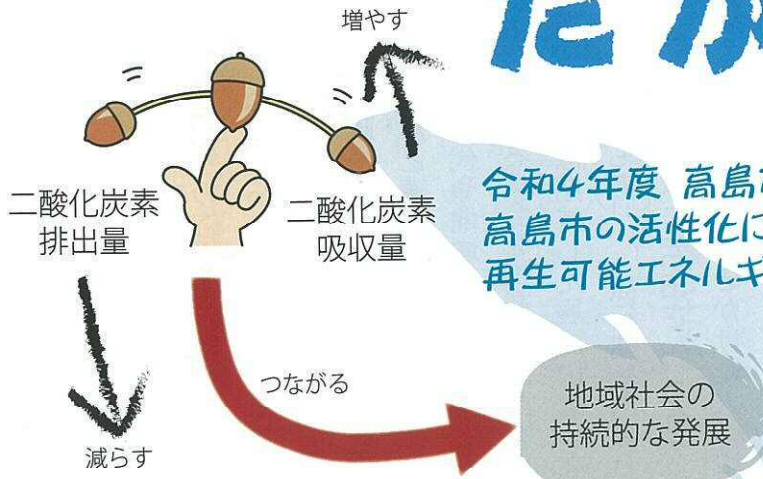 増やす
二酸化炭素
排出量
二酸化炭素
吸収量
令和4年度 高島
高島市の活性化に
再生可能エネルギ
つながる
地域社会の
持続的な発展
減らす